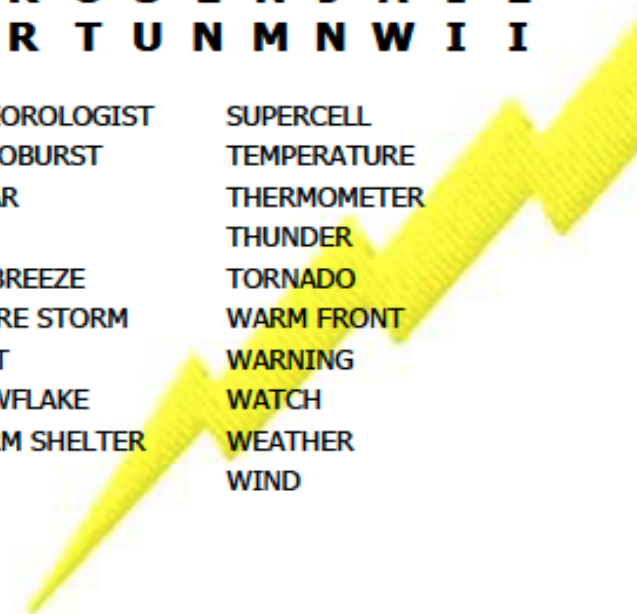 R T U N M N W I I
OROLOGIST
OBURST
R
BREEZE
RE STORM
T
WFLAKE
M SHELTER
SUPERCELL
TEMPERATURE
THERMOMETER
THUNDER
TORNADO
WARM FRONT
WARNING
WATCH
WEATHER
WIND